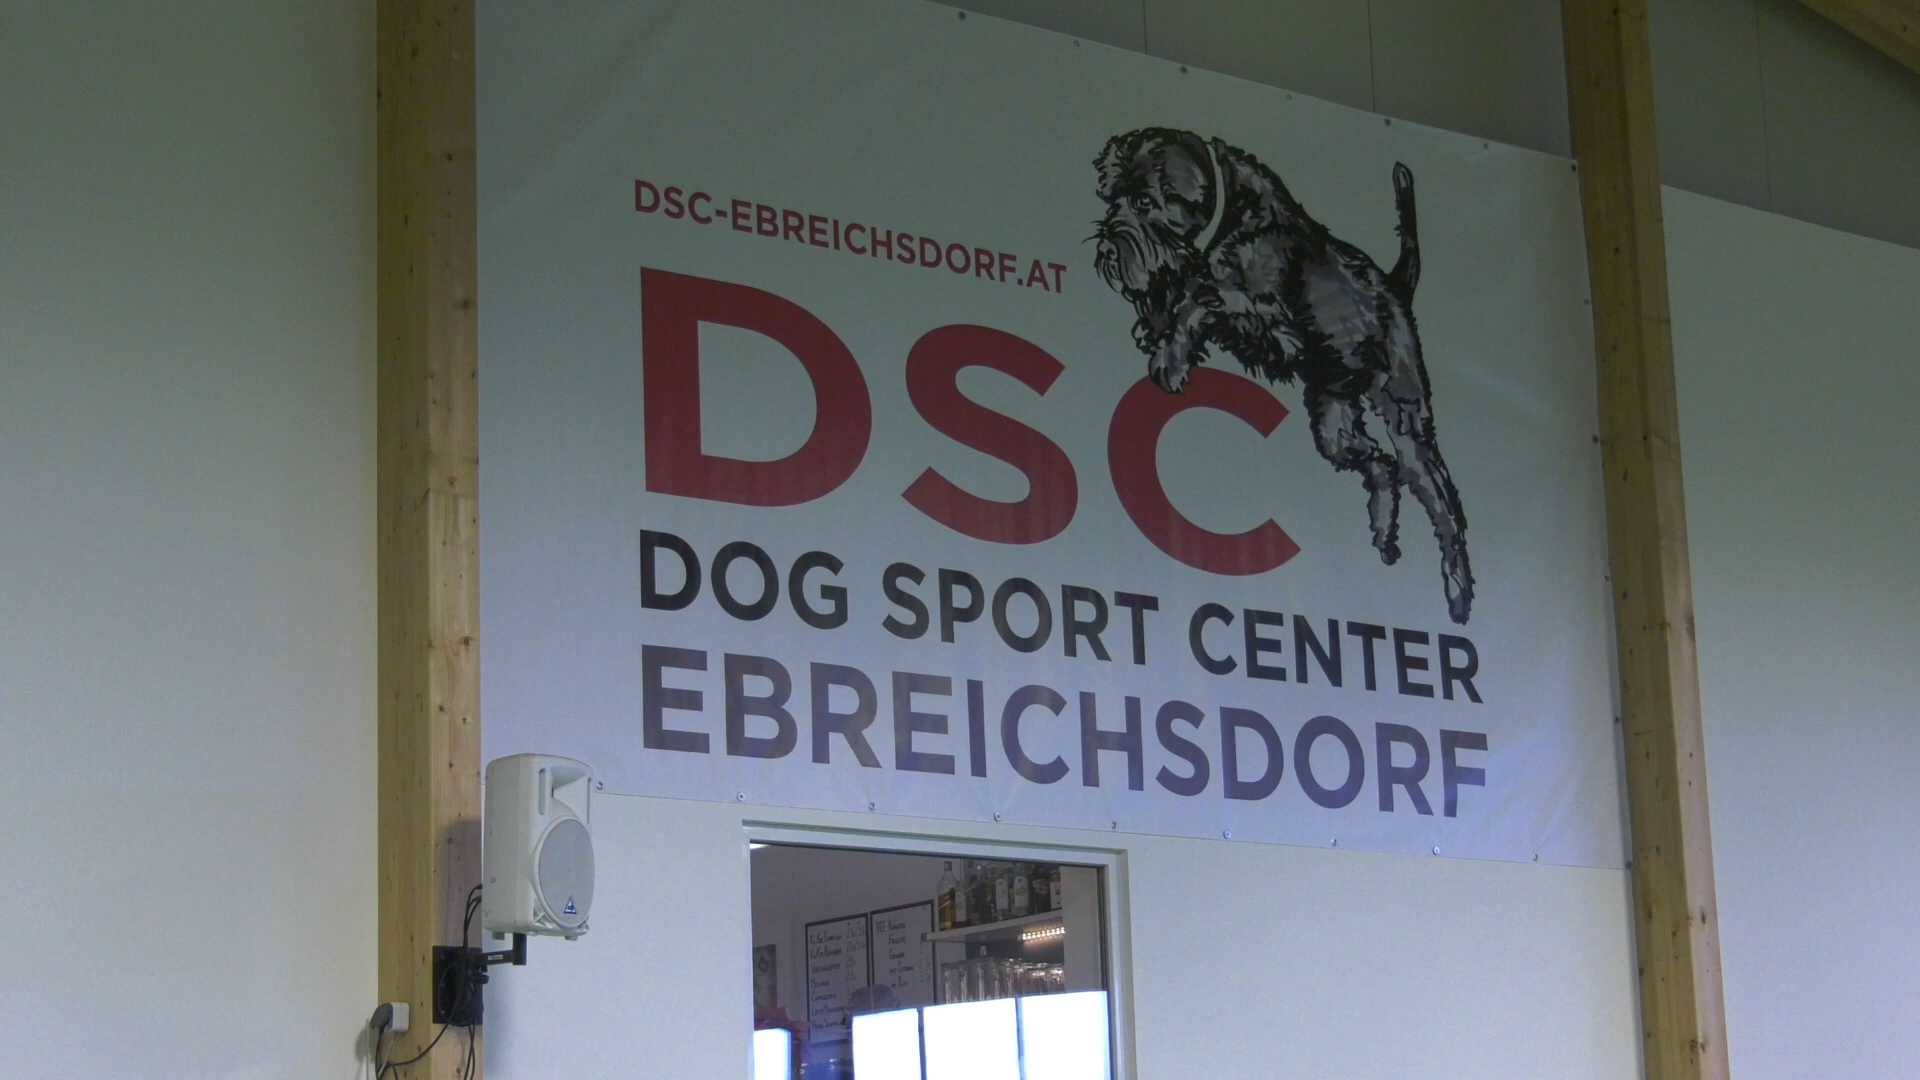 DSC-EBREICHSDORF.AT
DSC
DOG SPORT CENTER
EBREICHSDORF